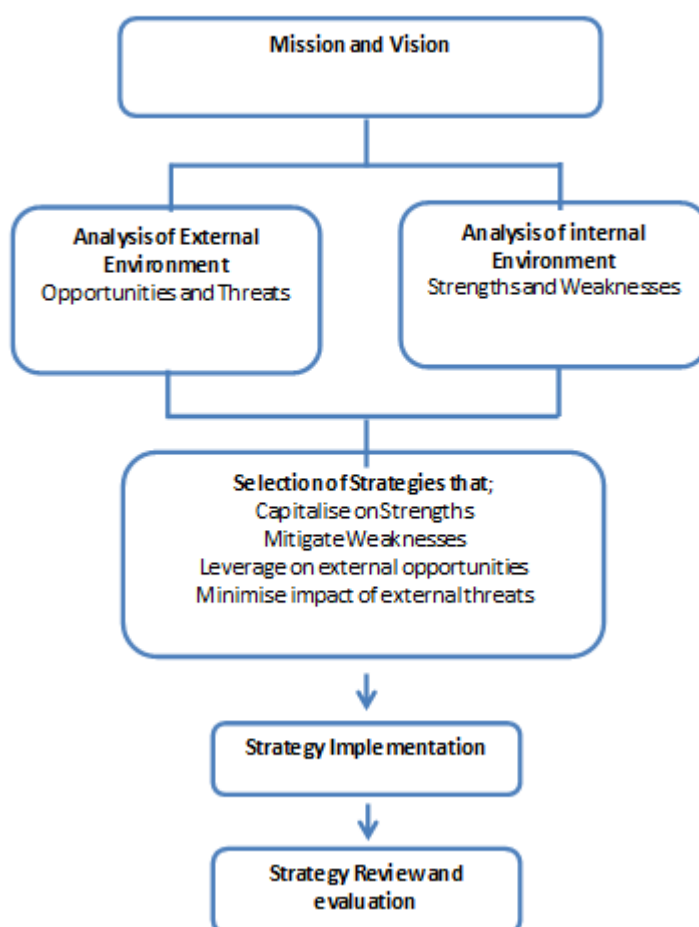 Mission and Vision
Analysis of External
Environment
Opportunities and Threats
Analysis of internal
Environment
Strengths and Weaknesses
Selection of Strategies that;
Capitalise on Strengths
Mitigate Weaknesses
Leverage on external opportunities
Minimise impact of external threats
Strategy Implementation
Strategy Review and
evaluation